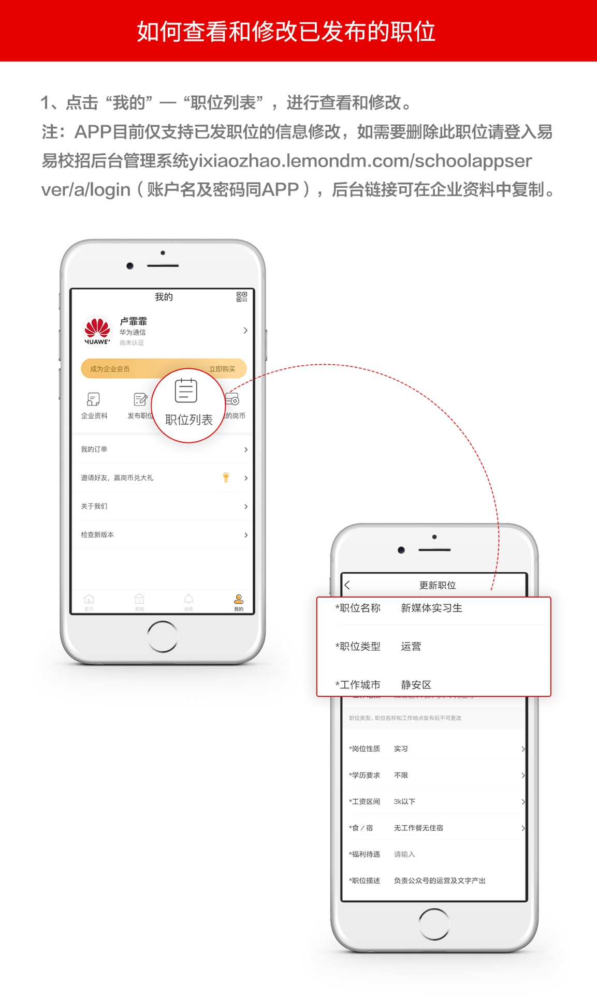 如何查看和修改已发布的职位
1、点击“我的”—“职位列表”，进行查看和修改。
注：APP目前仅支持已发职位的信息修改，如需要删除此职位请登入易
易校招后台管理系统yixiaozhao.lemondm.com/schoolappser
ver/a/login（账户名及密码同APP），后台链接可在企业资料中复制。
我的
卢霏霏
华为通信
尚未认证
HUAWEI
成为企业会员 立即购买
企业资料 发布职位 职位列表 的岗币
我的订单
邀请好友，赢岗币兑大礼
关于我们
检查新版本
首页 高校 消息 我的
更新职位
*职位名称 新媒体实习生
*职位类型 运营
*工作城市 静安区
职位类型、职位名称和工作地点发布后不可更改
*岗位性质 实习
*学历要求 不限
*工资区间 3k以下
*食／宿 无工作餐无住宿
*福利待遇 请输入
*职位描述 负责公众号的运营及文字产出